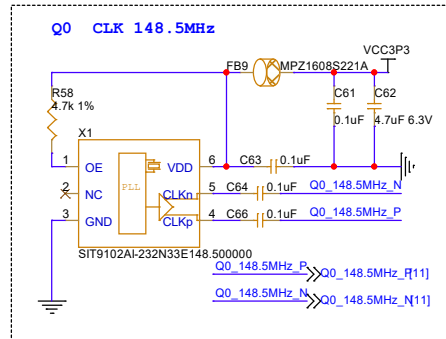 Q0 CLK 148.5MHz
VCC3P3
FB9 MPZ1608S221A
R58
4.7k 1%
C61
0.1uF
C62
4.7uF 6.3V
X1
1 OE
VDD 6
C63 0.1uF
PLL
2 NC
CLKn 5
C64 0.1uF
Q0_148.5MHz_N
3 GND
CLKp 4
C66 0.1uF
Q0_148.5MHz_P
SIT9102AI-232N33E148.500000
Q0_148.5MHz_P
Q0_148.5MHz_P[11]
Q0_148.5MHz_N
Q0_148.5MHz_N[11]